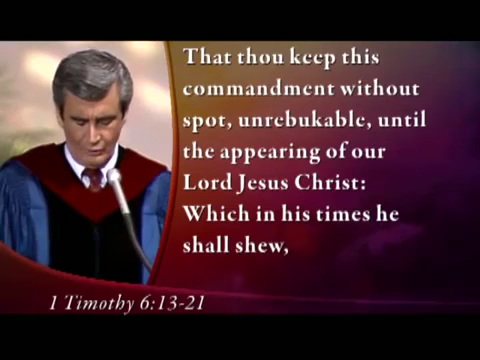 That thou keep this
commandment without
spot, unrebukable, until
the appearing of our
Lord Jesus Christ:
Which in his times he
shall shew,
1 Timothy 6:13-21